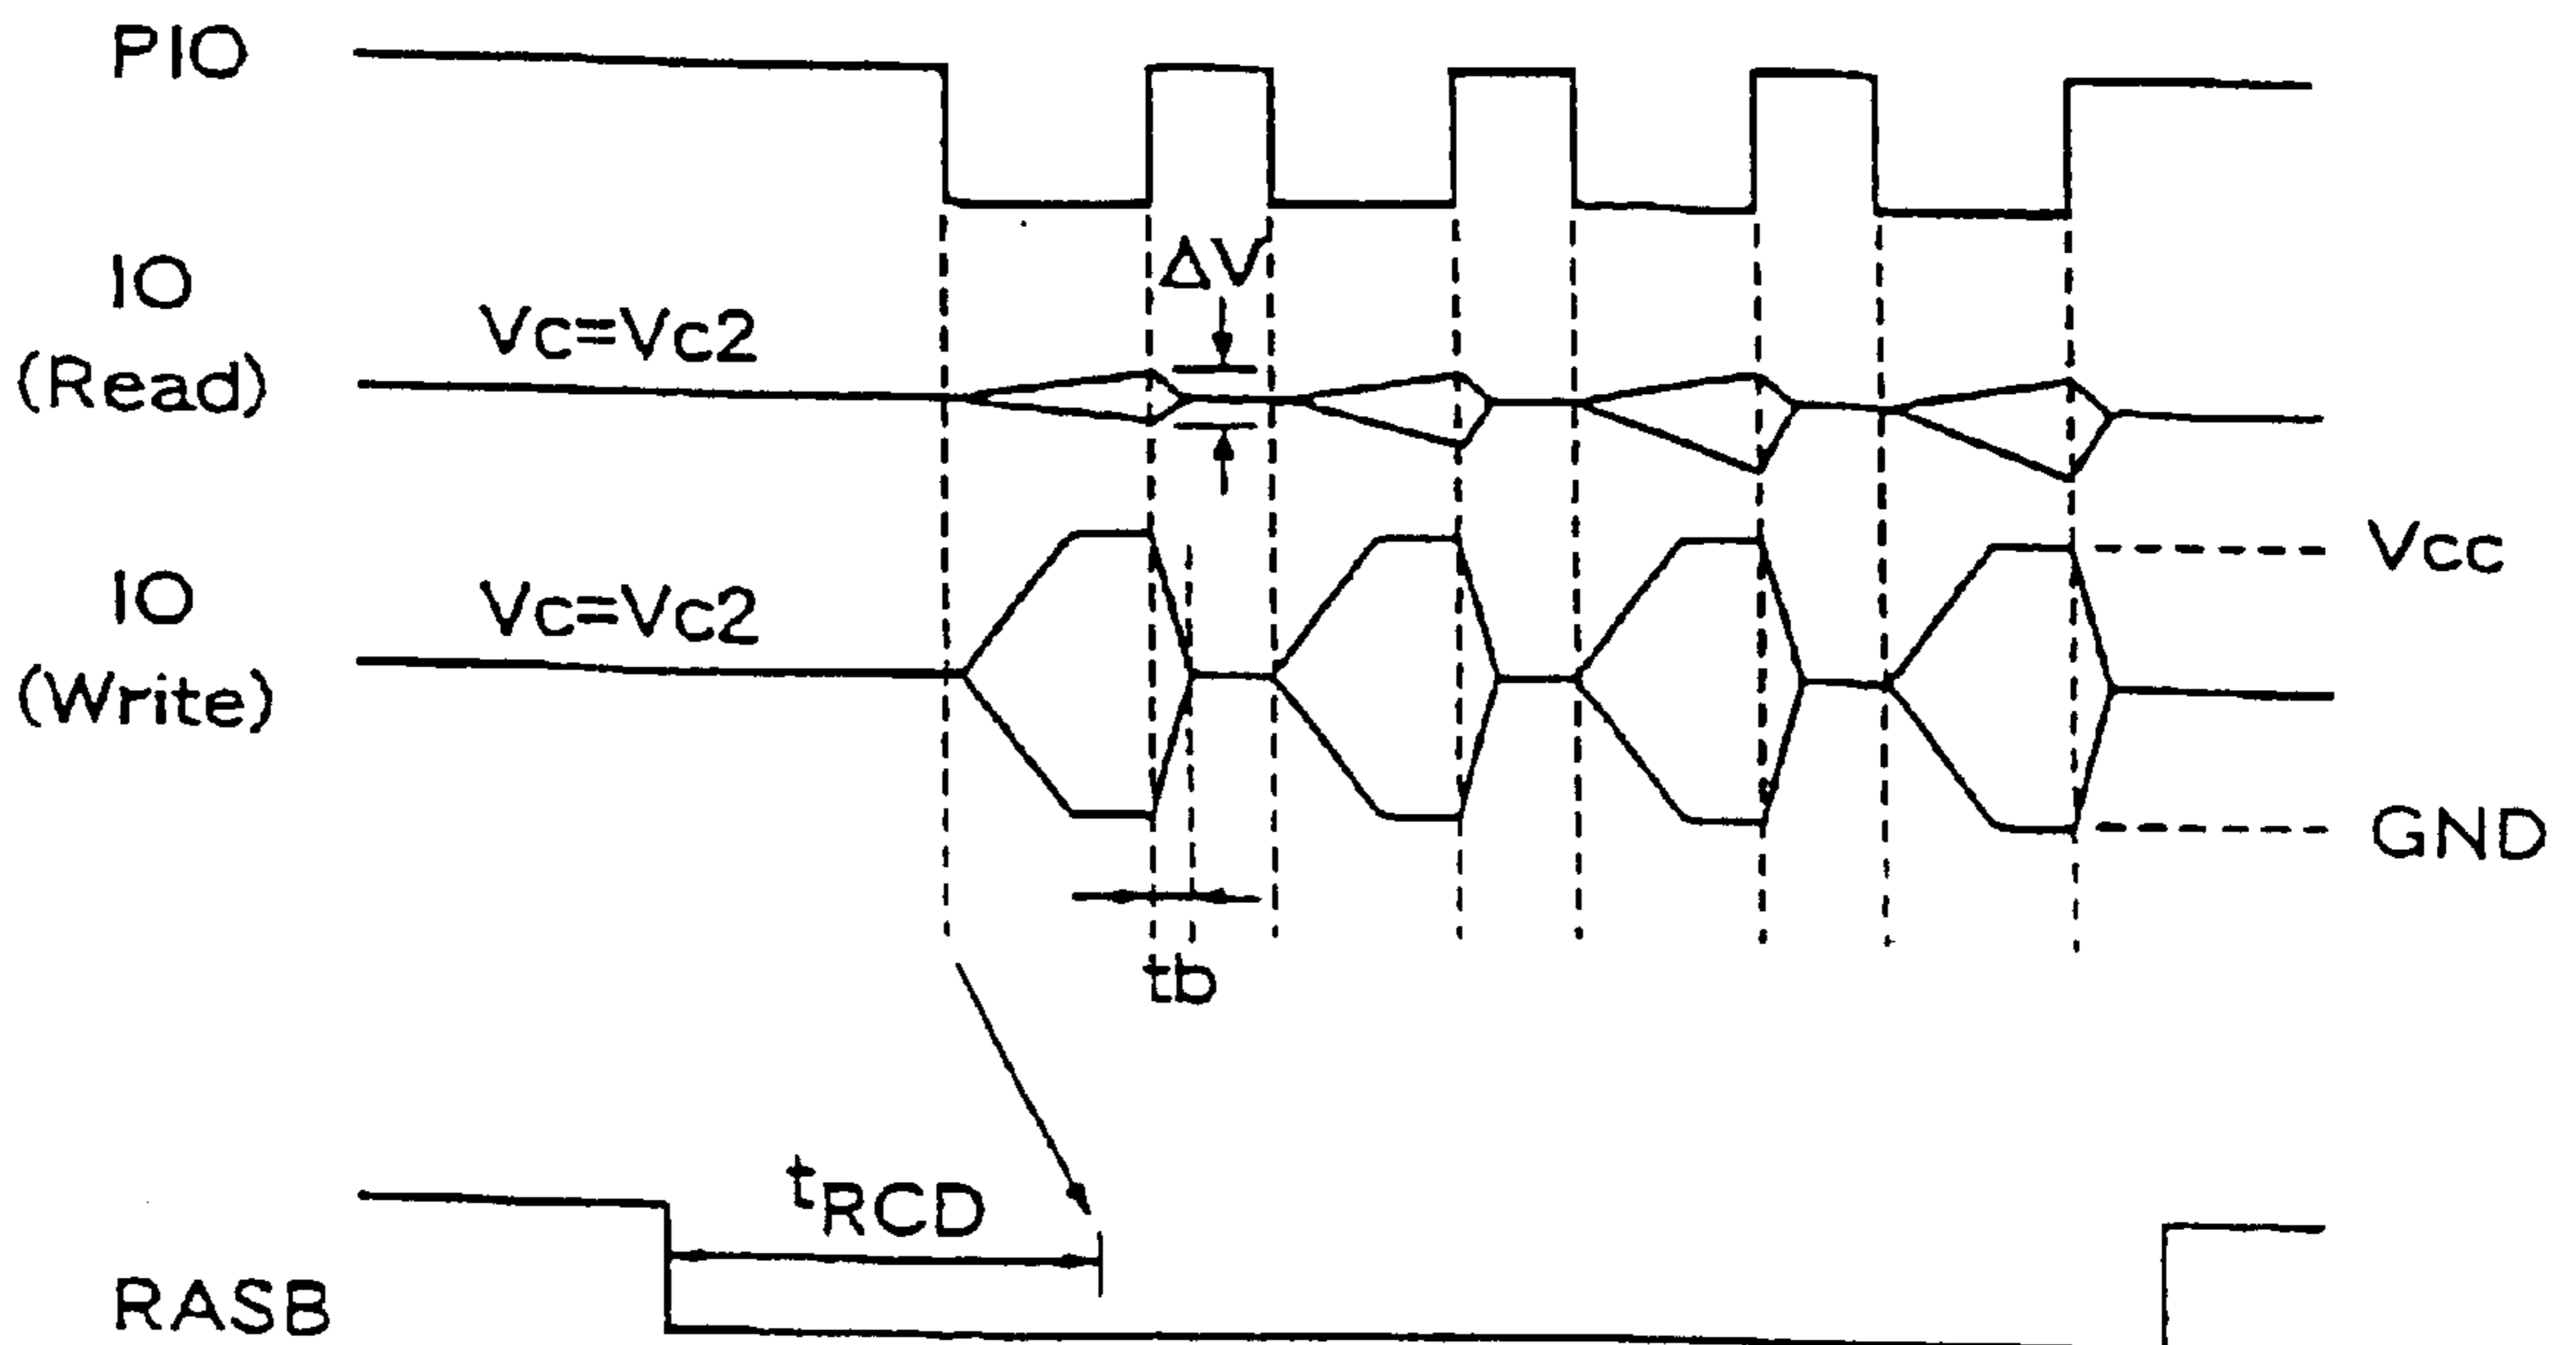 PIO
ΔV
IO
(Read)
Vc=Vc2
IO
(Write)
Vc=Vc2
Vcc
GND
tb
tRCD
RASB